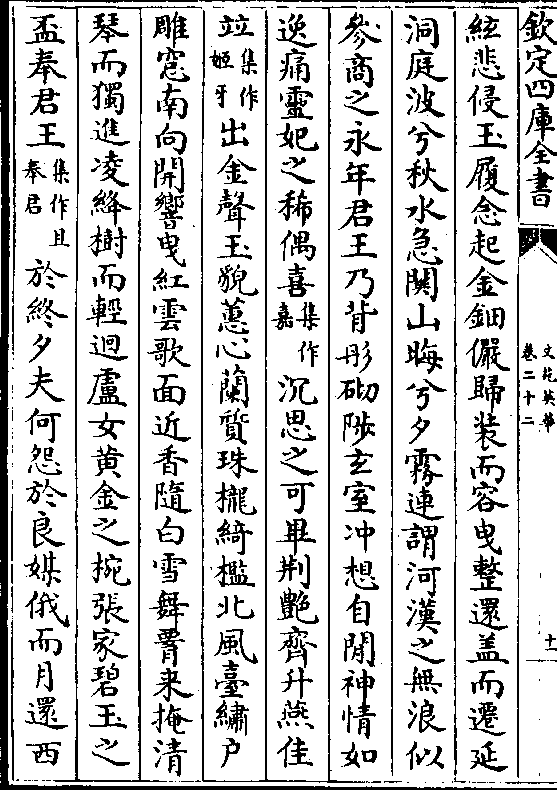 欽定四庫全書
文苑英華
卷二十二
十一
絃悲侵玉履念起金鈿儼歸装而容曳整還盖而遷延
洞庭波兮秋水急關山晦兮夕霧連謂河漢之無浪似
參商之永年君王乃背彤砌陟玄室冲想自閒神情如
逸痛靈妃之稀偶喜集作嘉沉思之可畢荆艷齊升燕佳
竝集作姬牙出金聲玉貌蕙心蘭質珠櫳綺檻北風臺繡户
雕窓南向開響曳紅雲歌面近香隨白雪舞腰来掩清
琴而獨進凌絳樹而輕迴盧女黄金之椀張家碧玉之
盃奉君王集作且奉君於終夕夫何怨於良媒俄而月還西